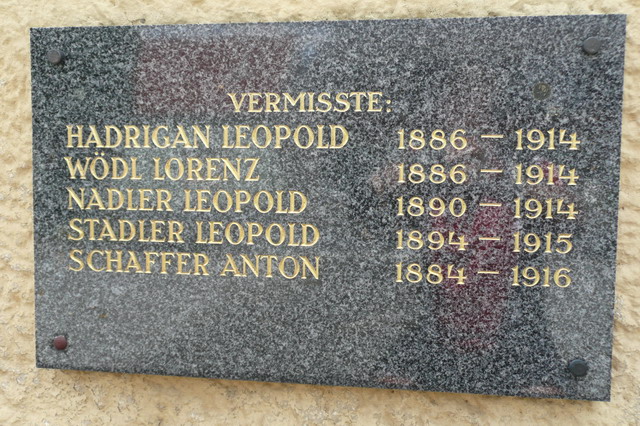 VERMISSTE:
HADRIGAN LEOPOLD 1886 – 1914
WÖDL LORENZ 1886 – 1914
NADLER LEOPOLD 1890 – 1914
STADLER LEOPOLD 1894 – 1915
SCHAFFER ANTON 1884 – 1916